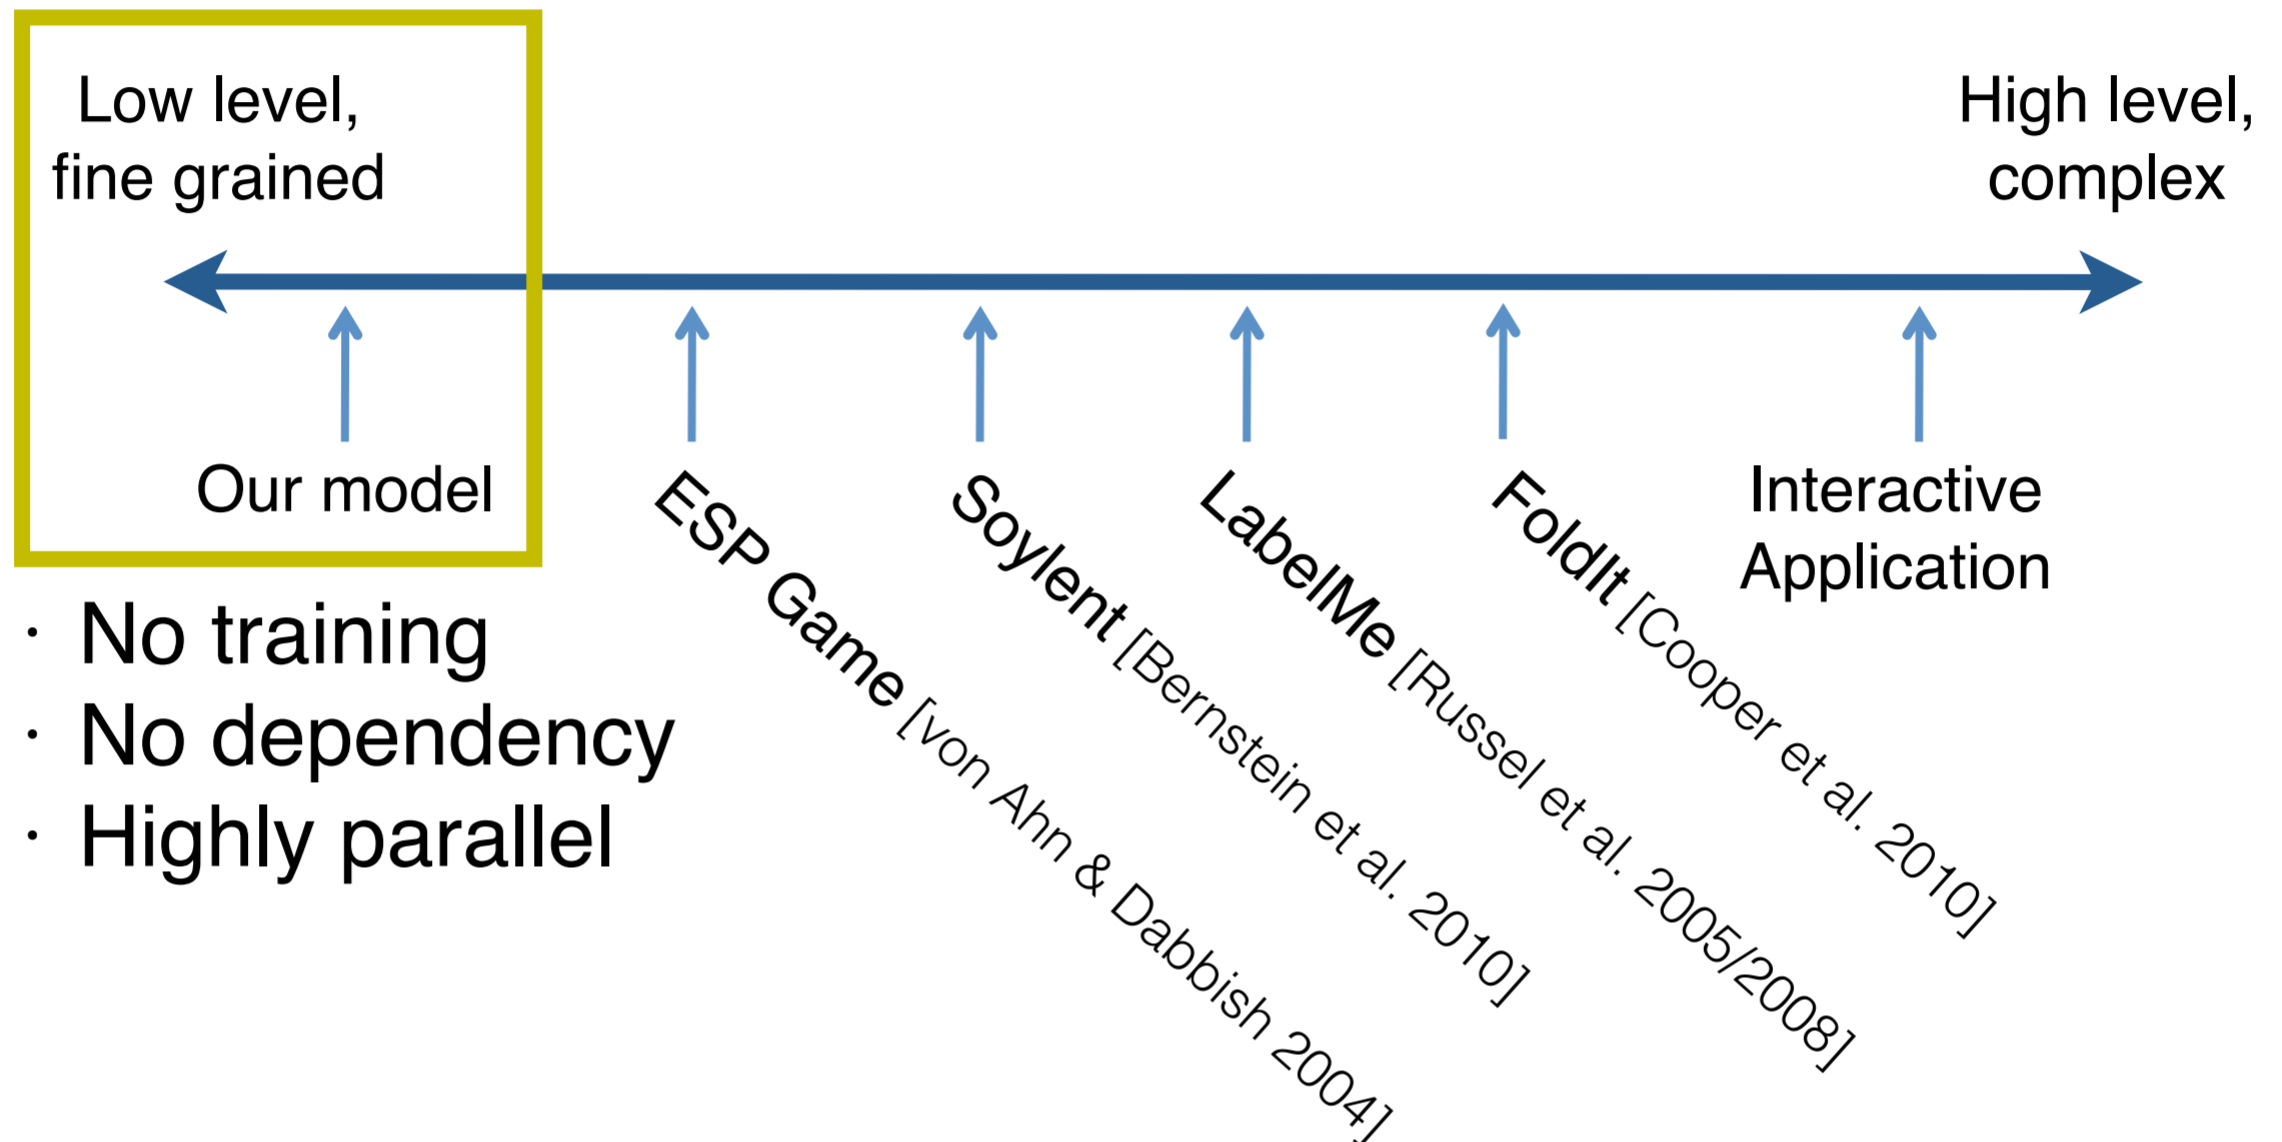 Low level,
fine grained
High level,
complex
Our model
ESP Game [von Ahn & Dabbish 2004]
Soylent [Bernstein et al. 2010]
LabelMe [Russel et al. 2005/2008]
FoldIt [Cooper et al. 2010]
Interactive
Application
· No training
· No dependency
· Highly parallel